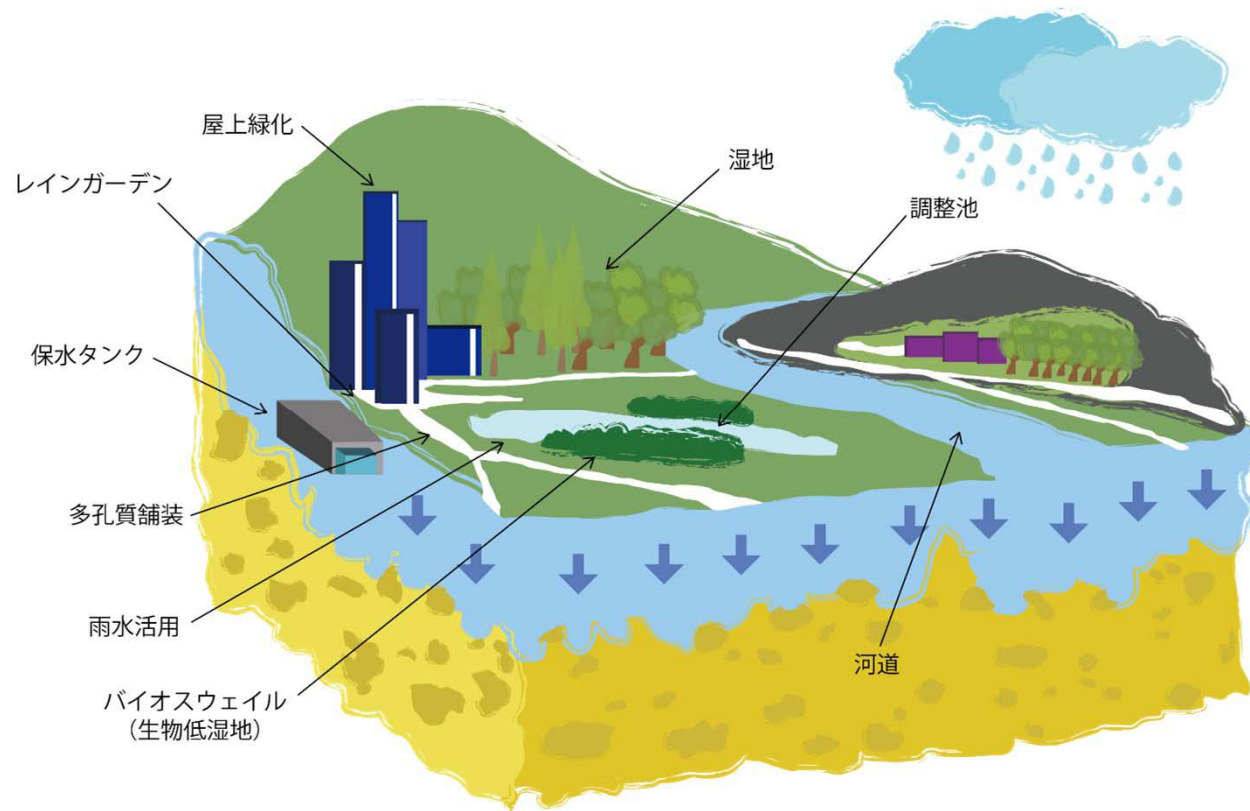 屋上緑化
湿地
レインガーデン
調整池
保水タンク
多孔質舗装
雨水活用
河道
バイオスウェイル
（生物低湿地）